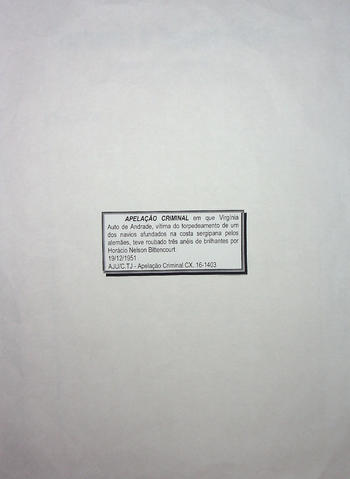 APELAÇÃO CRIMINAL em que Virgínia
Auto de Andrade, vítima do torpedeamento de um
dos navios afundados na costa sergipana pelos
alemães, teve roubado três anéis de brilhantes por
Horácio Nelson Bittencourt.
19/12/1951
AJU/C.TJ - Apelação Criminal CX. 16-1403